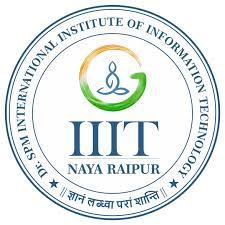 Dr. SPM INTERNATIONAL INSTITUTE OF INFORMATION TECHNOLOGY
IIIT
NAYA RAIPUR
॥ ज्ञानं लब्ध्वा परां शान्तिं ॥